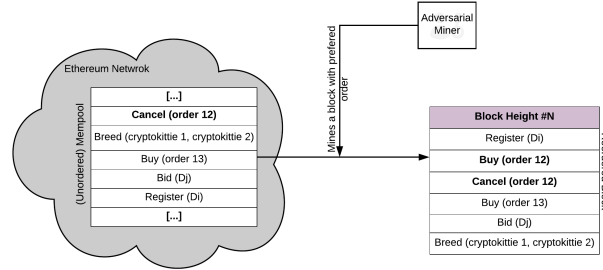 Adversarial
Miner
Ethereum Netwrok
(Unordered) Mempool
[...]
Cancel (order 12)
Breed (cryptokittie 1, cryptokittie 2)
Buy (order 13)
Bid (Dj)
Register (Di)
[...]
Mines a block with prefered
order
Block Height #N
Register (Di)
Buy (order 12)
Cancel (order 12)
Buy (order 13)
Bid (Dj)
Breed (cryptokittie 1, cryptokittie 2)